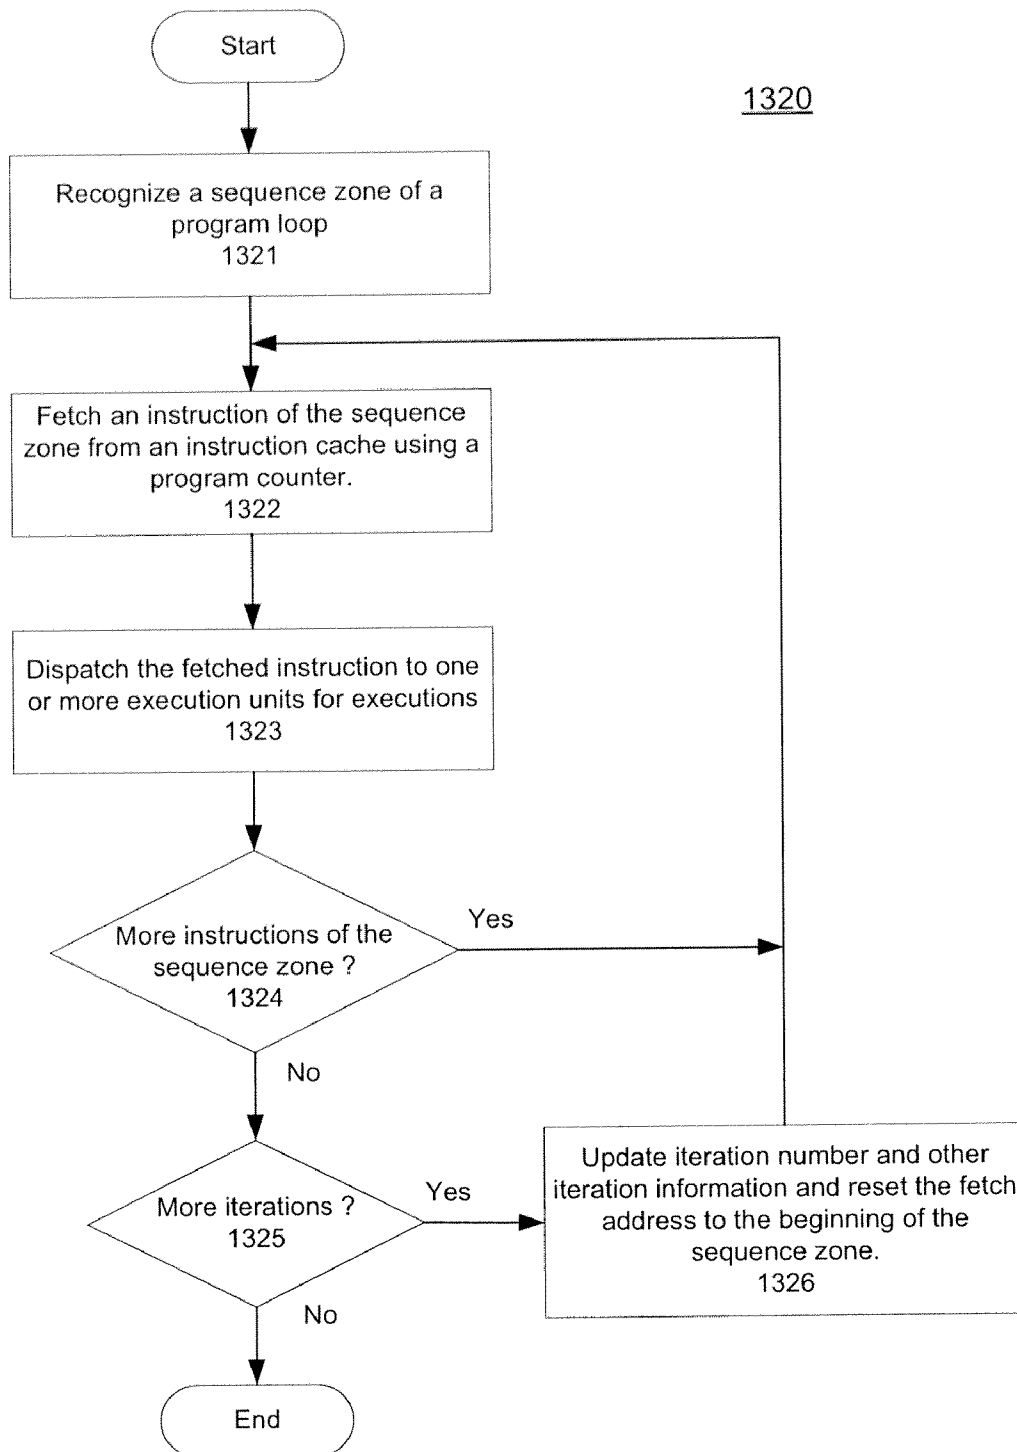 Start
1320
Recognize a sequence zone of a
program loop
1321
Fetch an instruction of the sequence
zone from an instruction cache using a
program counter.
1322
Dispatch the fetched instruction to one
or more execution units for executions
1323
More instructions of the
sequence zone ?
1324
Yes
No
More iterations ?
1325
Yes
Update iteration number and other
iteration information and reset the fetch
address to the beginning of the
sequence zone.
1326
No
End